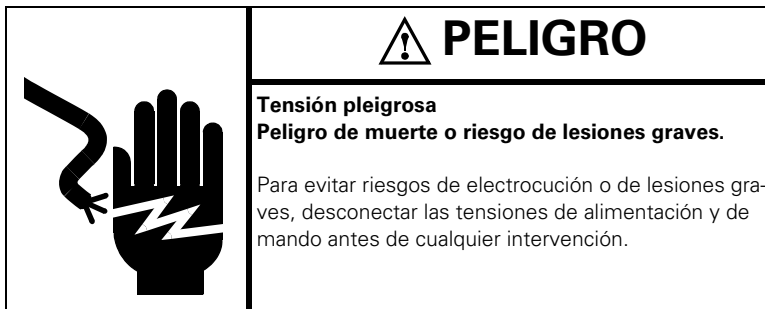 PELIGRO
Tensión pleigrosa
Peligro de muerte o riesgo de lesiones graves.
Para evitar riesgos de electrocución o de lesiones gra-
ves, desconectar las tensiones de alimentación y de
mando antes de cualquier intervención.